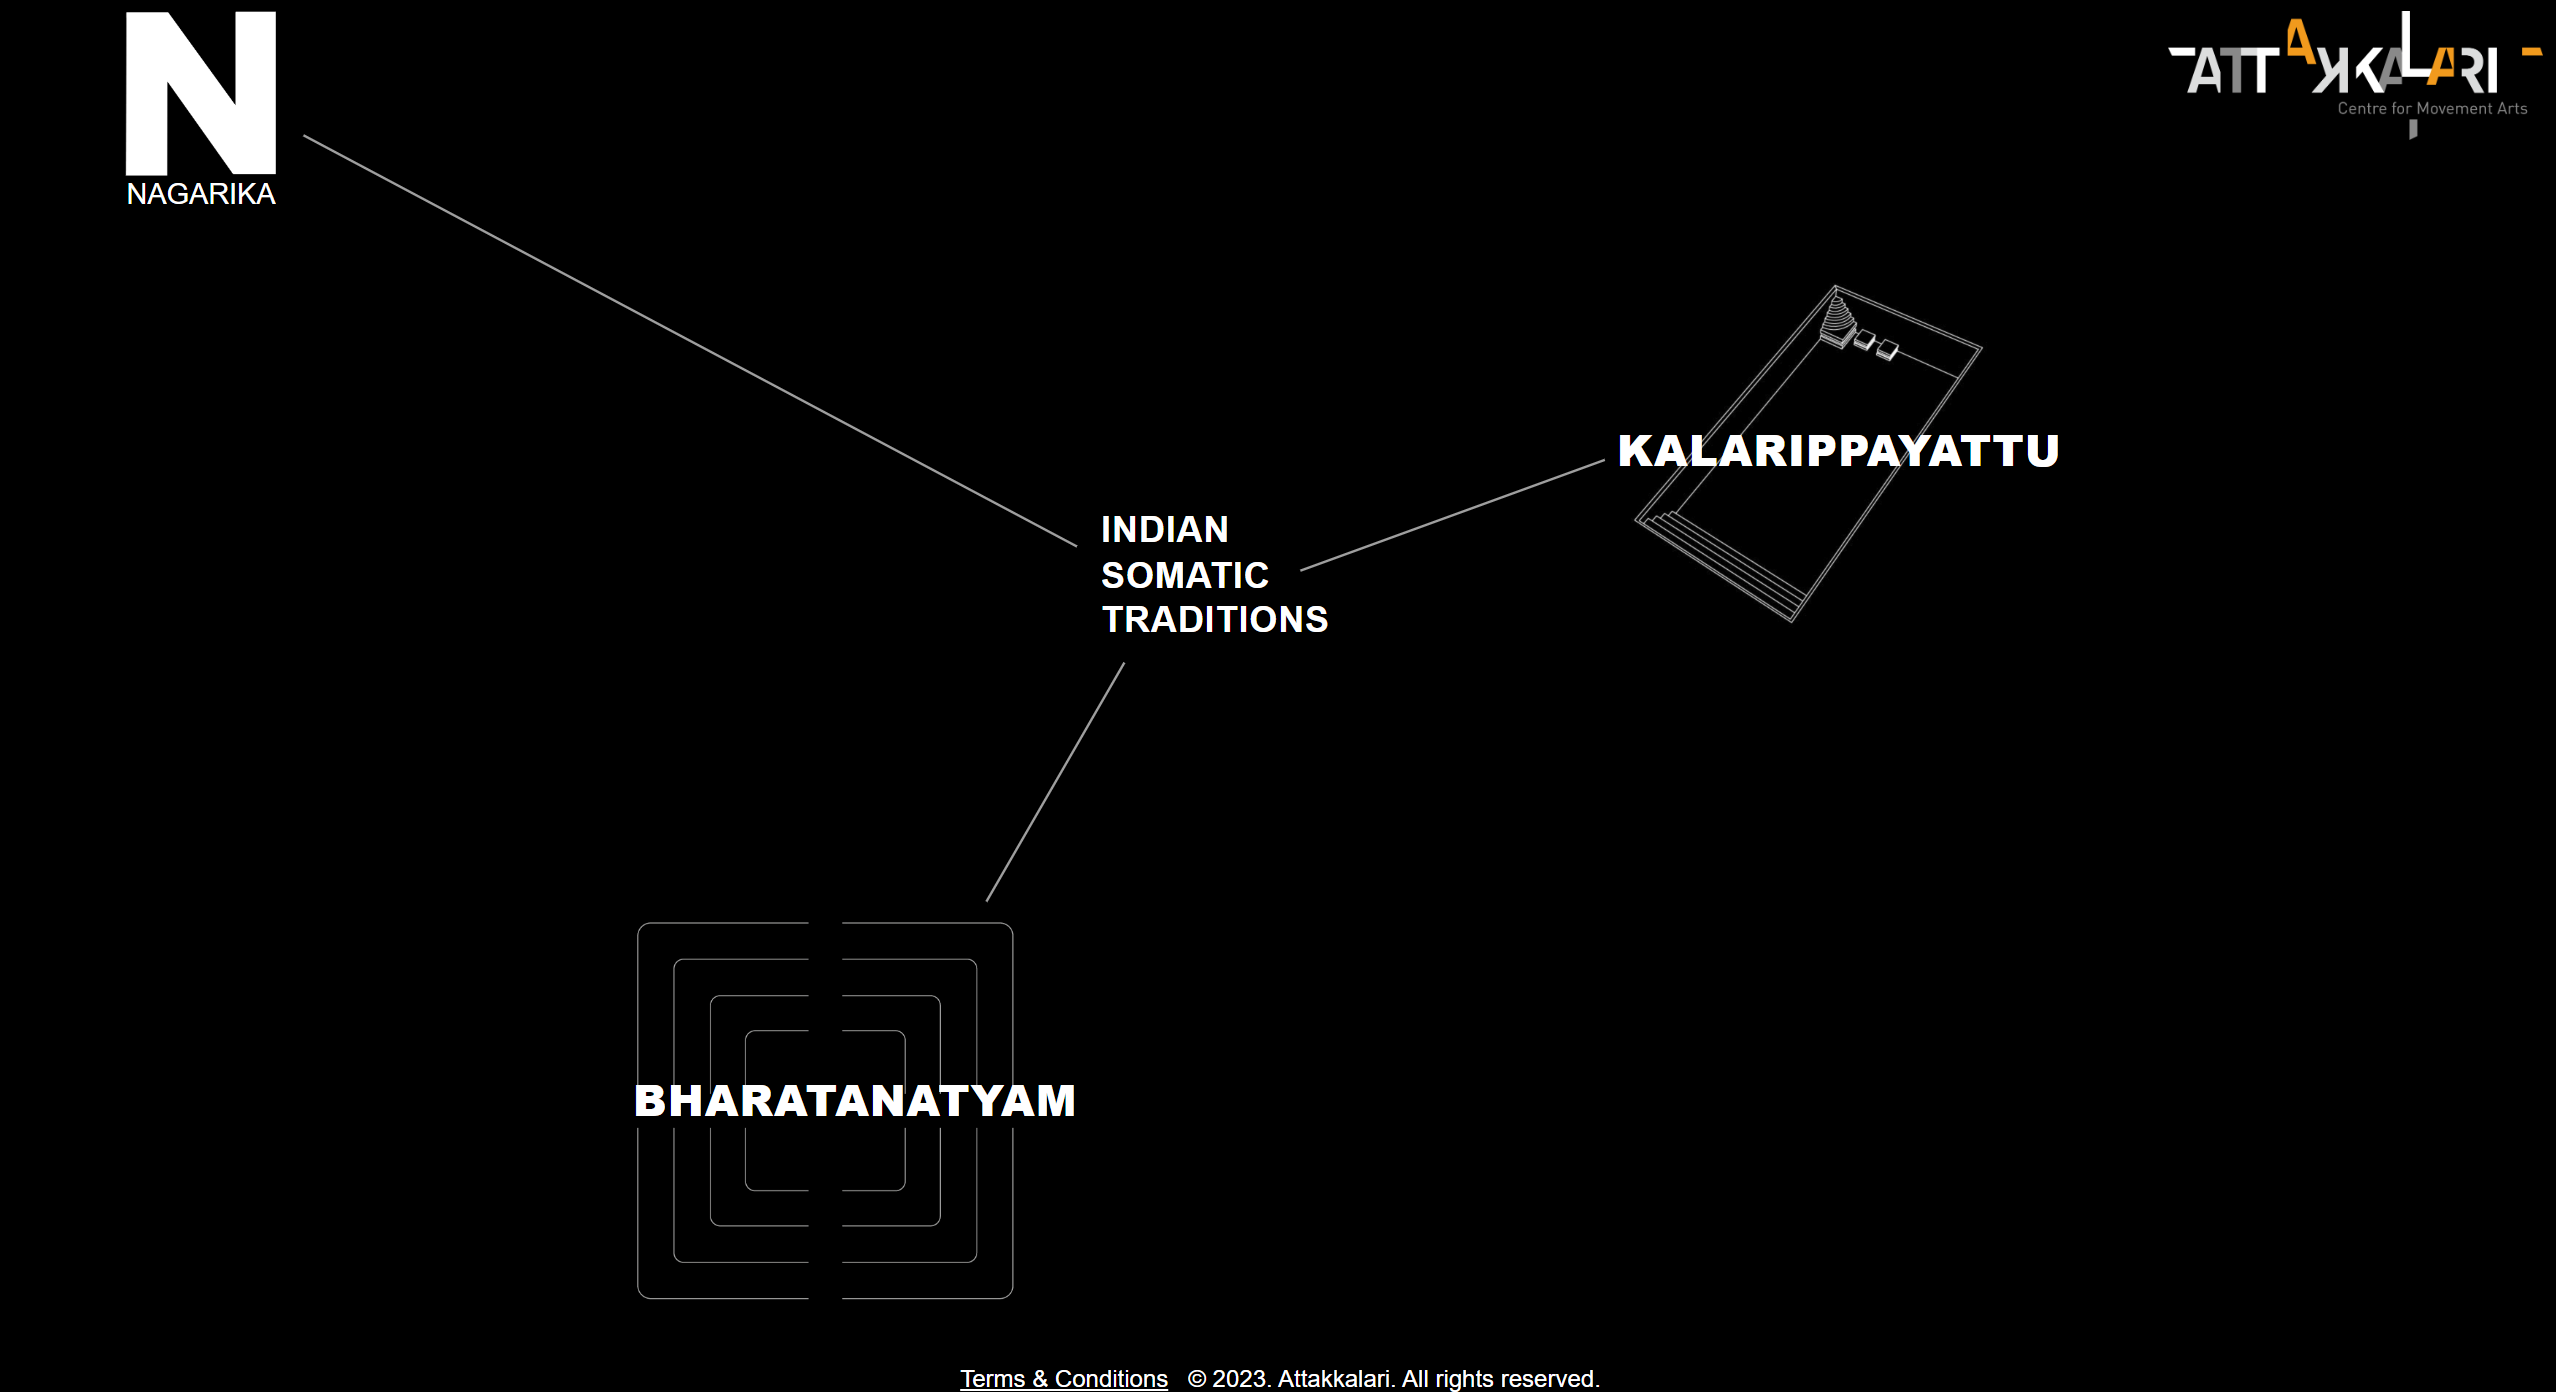 N
NAGARIKA
ATTAKKALARI
Centre for Movement Arts
KALARIPPAYATTU
INDIAN
SOMATIC
TRADITIONS
BHARATANATYAM
Terms & Conditions © 2023. Attakkalari. All rights reserved.